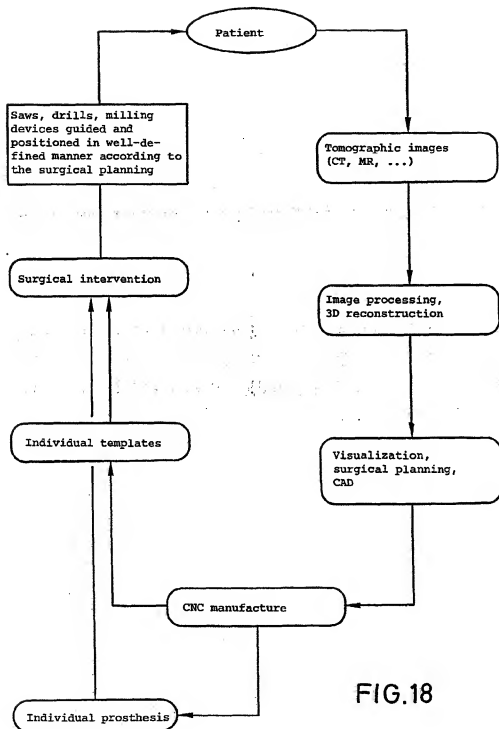 Patient
Saws, drills, milling
devices guided and
positioned in well-de-
fined manner according to
the surgical planning
Tomographic images
(CT, MR, ...)
Surgical intervention
Image processing,
3D reconstruction
Individual templates
Visualization,
surgical planning,
CAD
CNC manufacture
Individual prosthesis
FIG.18